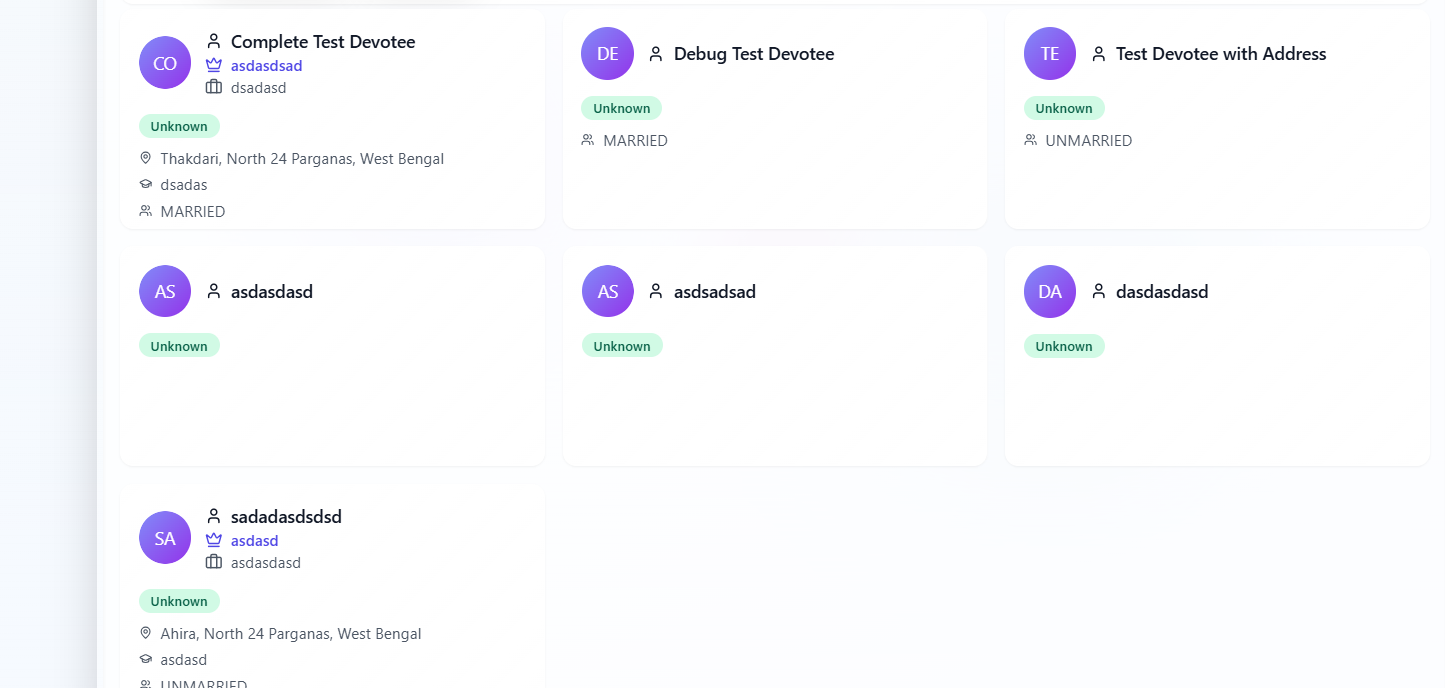 CO
Complete Test Devotee
asdasdsad
dsadasd
Unknown
Thakdari, North 24 Parganas, West Bengal
dsadas
MARRIED
DE
Debug Test Devotee
Unknown
MARRIED
TE
Test Devotee with Address
Unknown
UNMARRIED
AS
asdasdasd
Unknown
AS
asdsadsad
Unknown
DA
dasdasdasd
Unknown
SA
sadadasdsdsd
asdasd
asdasdasd
Unknown
Ahira, North 24 Parganas, West Bengal
asdasd
UNMARRIED